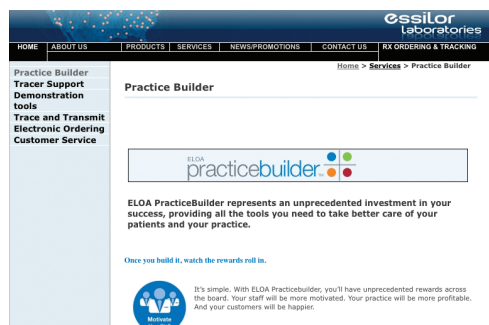 essilor
Laboratories
HOME ABOUT US PRODUCTS SERVICES NEWS/PROMOTIONS CONTACT US RX ORDERING & TRACKING
Home > Services > Practice Builder
Practice Builder
Tracer Support
Demonstration
tools
Trace and Transmit
Electronic Ordering
Customer Service
Practice Builder
ELOA
practicebuilder
ELOA PracticeBuilder represents an unprecedented investment in your
success, providing all the tools you need to take better care of your
patients and your practice.
Once you build it, watch the rewards roll in.
It's simple. With ELOA Practicebuilder, you'll have unprecedented rewards across
the board. Your staff will be more motivated. Your practice will be more profitable.
And your customers will be happier.
Motivate